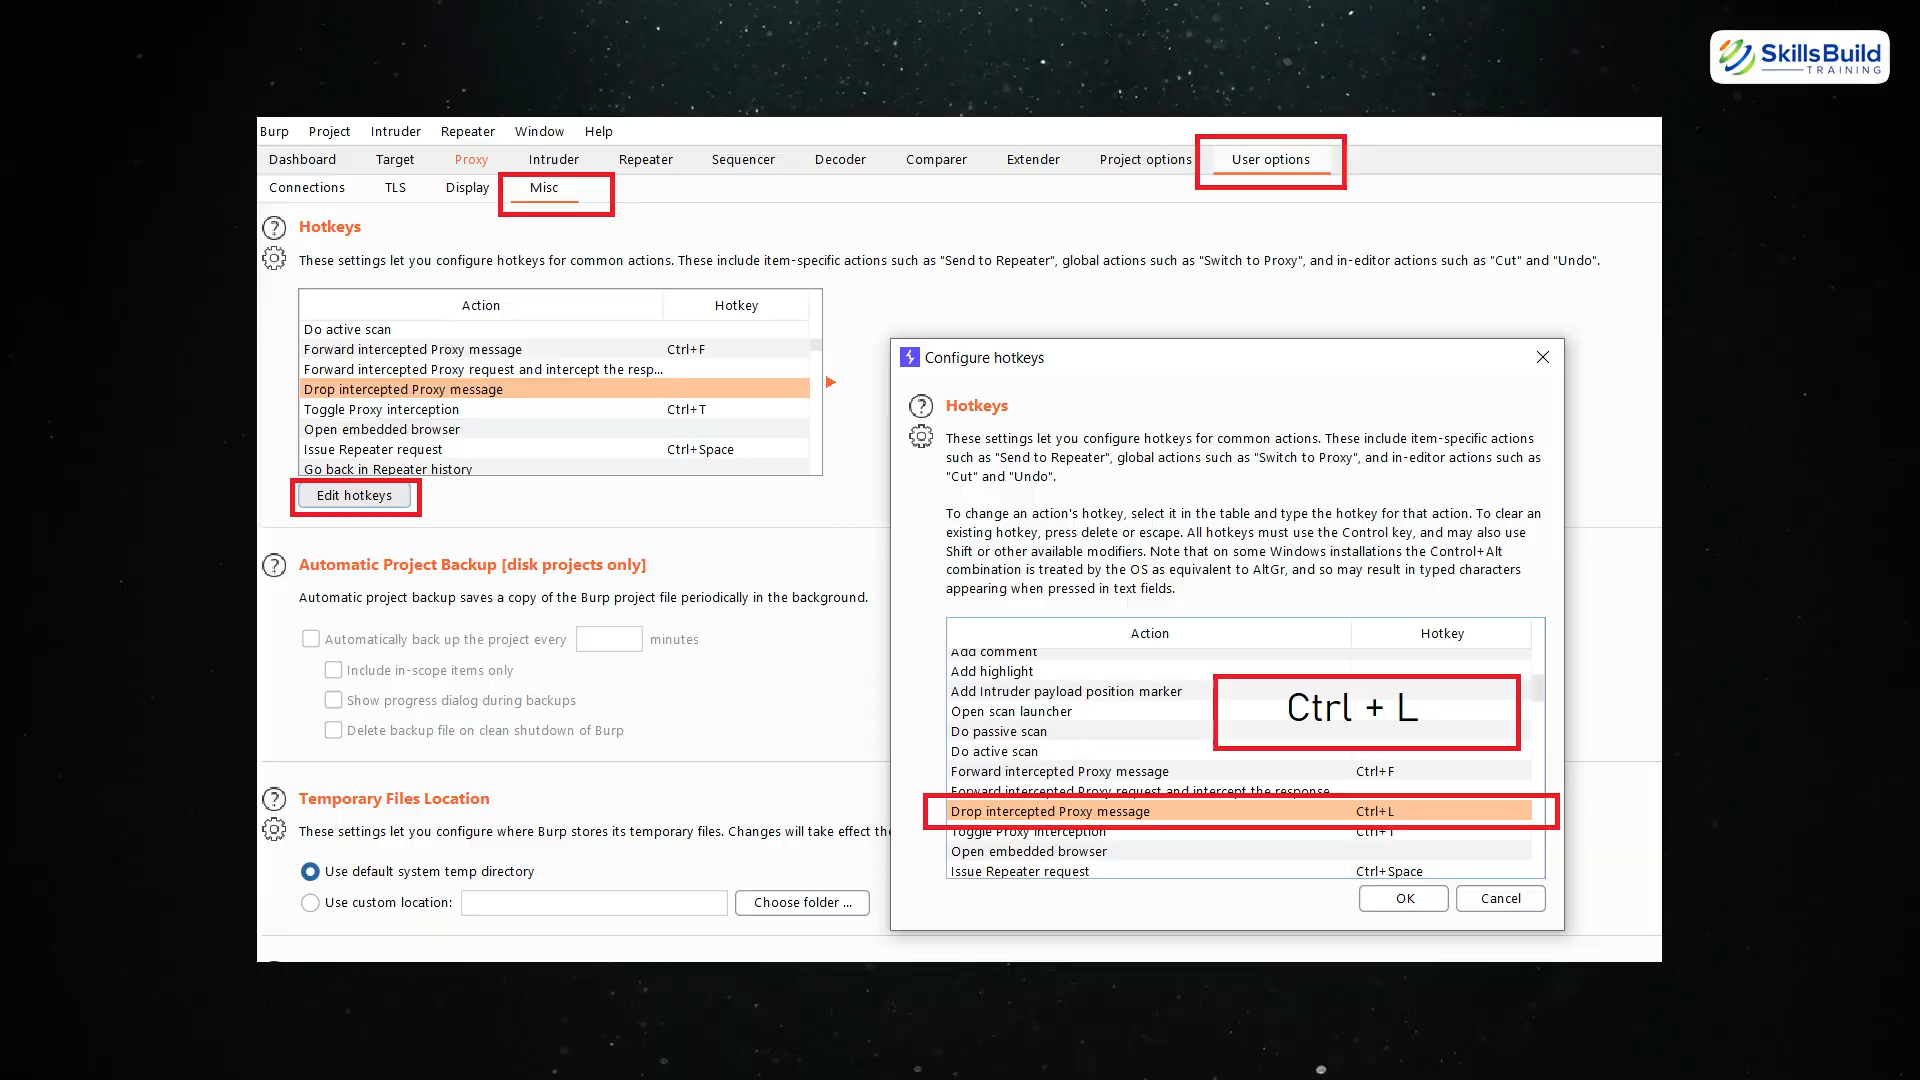 SkillsBuild
TRAINING
Burp Project Intruder Repeater Window Help
Dashboard Target Proxy Intruder Repeater Sequencer Decoder Comparer Extender Project options User options
Connections TLS Display Misc
Hotkeys
These settings let you configure hotkeys for common actions. These include item-specific actions such as "Send to Repeater", global actions such as "Switch to Proxy", and in-editor actions such as "Cut" and "Undo".
Action Hotkey
Do active scan
Forward intercepted Proxy message Ctrl+F
Forward intercepted Proxy request and intercept the resp...
Drop intercepted Proxy message
Toggle Proxy interception Ctrl+T
Open embedded browser
Issue Repeater request Ctrl+Space
Go back in Repeater history
Edit hotkeys
Automatic Project Backup [disk projects only]
Automatic project backup saves a copy of the Burp project file periodically in the background.
Automatically back up the project every minutes
Include in-scope items only
Show progress dialog during backups
Delete backup file on clean shutdown of Burp
Temporary Files Location
These settings let you configure where Burp stores its temporary files. Changes will take effect the
Use default system temp directory
Use custom location: Choose folder ...
Configure hotkeys
Hotkeys
These settings let you configure hotkeys for common actions. These include item-specific actions
such as "Send to Repeater", global actions such as "Switch to Proxy", and in-editor actions such as
"Cut" and "Undo".
To change an action's hotkey, select it in the table and type the hotkey for that action. To clear an
existing hotkey, press delete or escape. All hotkeys must use the Control key, and may also use
Shift or other available modifiers. Note that on some Windows installations the Control+Alt
combination is treated by the OS as equivalent to AltGr, and so may result in typed characters
appearing when pressed in text fields.
Action Hotkey
Add comment
Add highlight
Add Intruder payload position marker
Ctrl + L
Open scan launcher
Do passive scan
Do active scan
Forward intercepted Proxy message Ctrl+F
Forward intercepted Proxy request and intercept the response
Drop intercepted Proxy message Ctrl+L
Toggle Proxy interception Ctrl+T
Open embedded browser
Issue Repeater request Ctrl+Space
OK Cancel